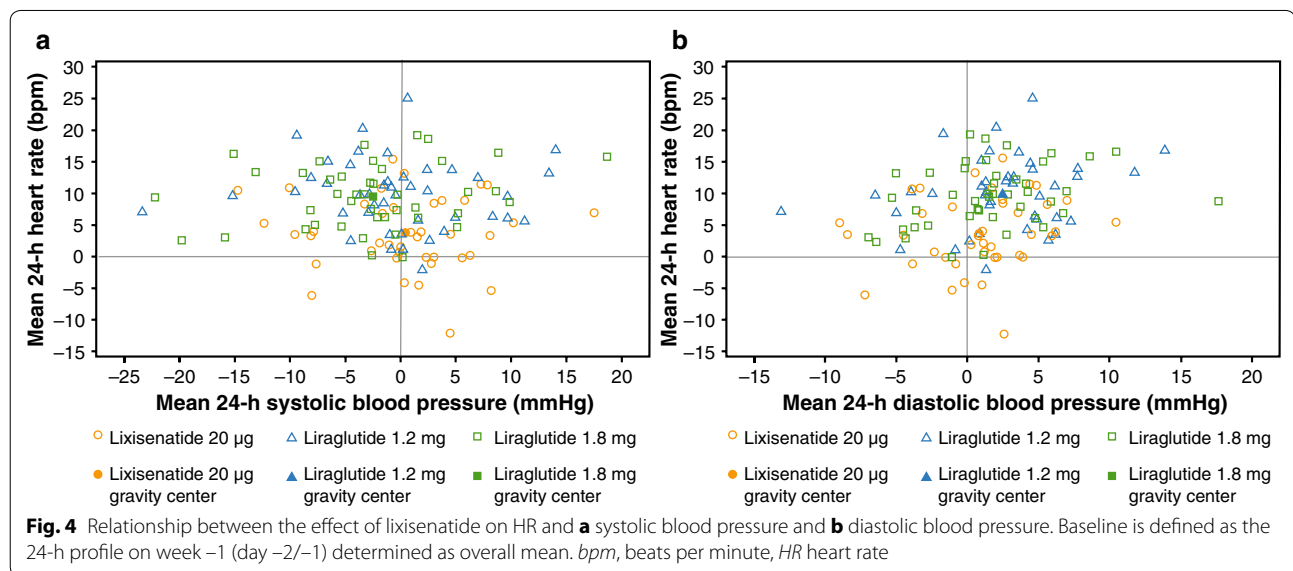 a
b
Mean 24-h heart rate (bpm)
30
25
20
15
10
5
0
−5
−10
−15
−25 −20 −15 −10 −5 0 5 10 15 20
Mean 24-h systolic blood pressure (mmHg)
Mean 24-h heart rate (bpm)
30
25
20
15
10
5
0
−5
−10
−15
−15 −10 −5 0 5 10 15 20
Mean 24-h diastolic blood pressure (mmHg)
Lixisenatide 20 µg Liraglutide 1.2 mg Liraglutide 1.8 mg
Lixisenatide 20 µg Liraglutide 1.2 mg Liraglutide 1.8 mg
gravity center gravity center gravity center
Lixisenatide 20 µg Liraglutide 1.2 mg Liraglutide 1.8 mg
Lixisenatide 20 µg Liraglutide 1.2 mg Liraglutide 1.8 mg
gravity center gravity center gravity center
Fig. 4 Relationship between the effect of lixisenatide on HR and a systolic blood pressure and b diastolic blood pressure. Baseline is defined as the
24-h profile on week −1 (day −2/−1) determined as overall mean. bpm, beats per minute, HR heart rate